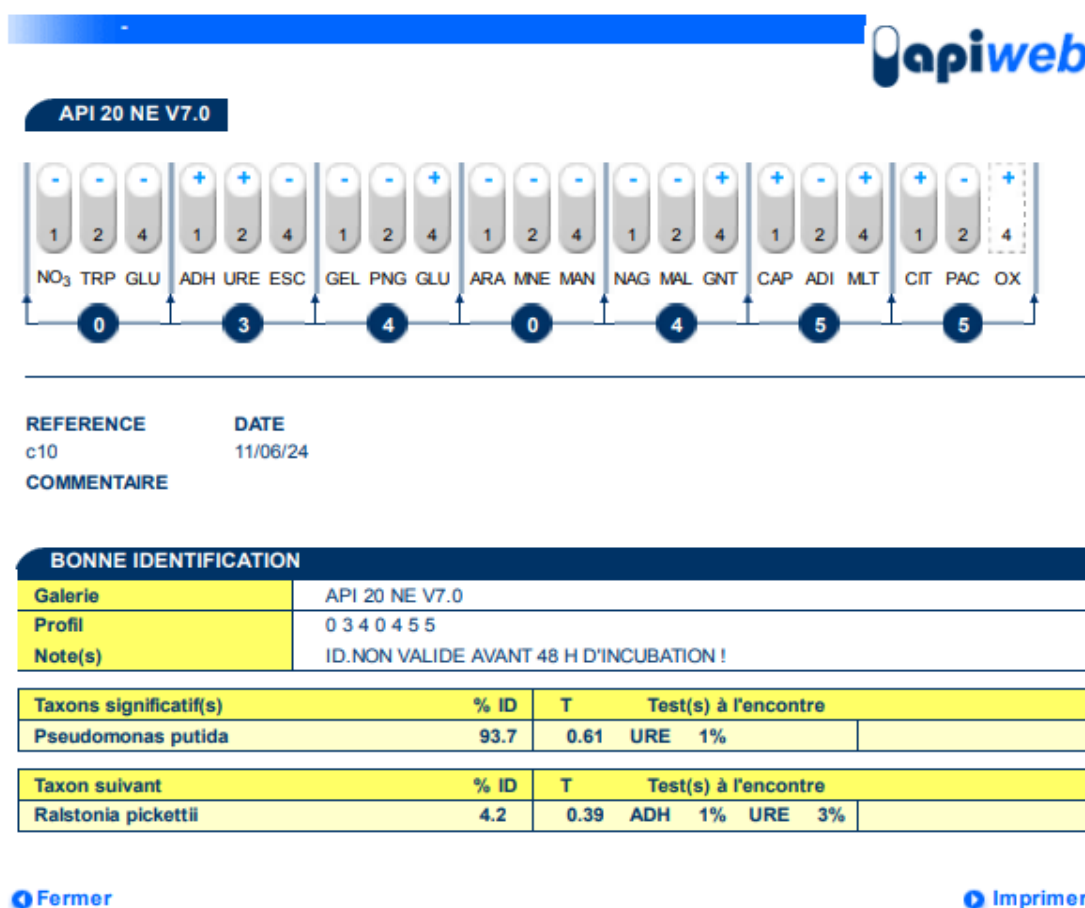 -
apiweb
API 20 NE V7.0
- - - + + - - - + - - - - - + + - + + - +
1 2 4 1 2 4 1 2 4 1 2 4 1 2 4 1 2 4 1 2 4
NO3 TRP GLU ADH URE ESC GEL PNG GLU ARA MNE MAN NAG MAL GNT CAP ADI MLT CIT PAC OX
0 3 4 0 4 5 5
REFERENCE DATE
c10 11/06/24
COMMENTAIRE
BONNE IDENTIFICATION
Galerie API 20 NE V7.0
Profil 0 3 4 0 4 5 5
Note(s) ID.NON VALIDE AVANT 48 H D'INCUBATION !
Taxons significatif(s) % ID T Test(s) à l'encontre
Pseudomonas putida 93.7 0.61 URE 1%
Taxon suivant % ID T Test(s) à l'encontre
Ralstonia pickettii 4.2 0.39 ADH 1% URE 3%
Fermer Imprimer